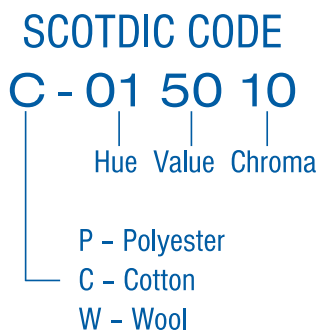 SCOTDIC CODE
C - 01 50 10
Hue Value Chroma
P – Polyester
C – Cotton
W – Wool